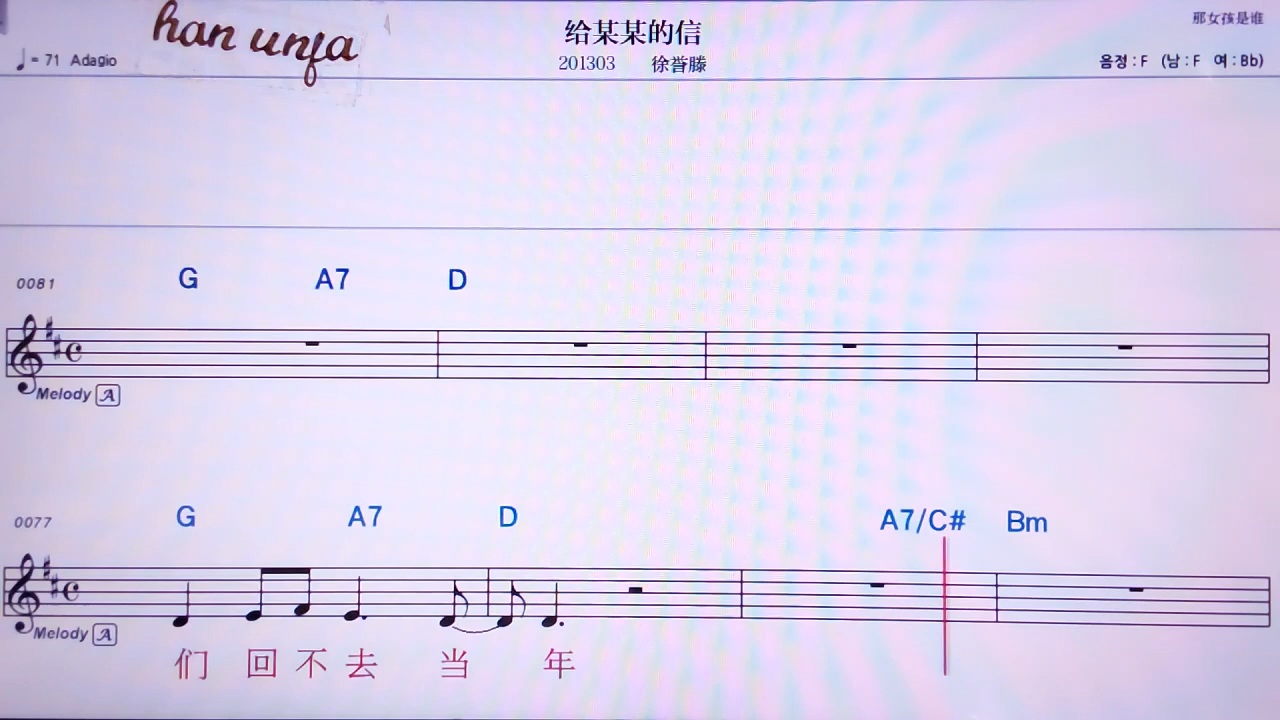 han unfa
给某某的信
那女孩是谁
♩= 71 Adagio
201303 徐誉滕
음정 : F (남 : F 여 : Bb)
0081 G A7 D
Melody A
0077 G A7 D A7/C# Bm
Melody A
们 回 不 去 当 年